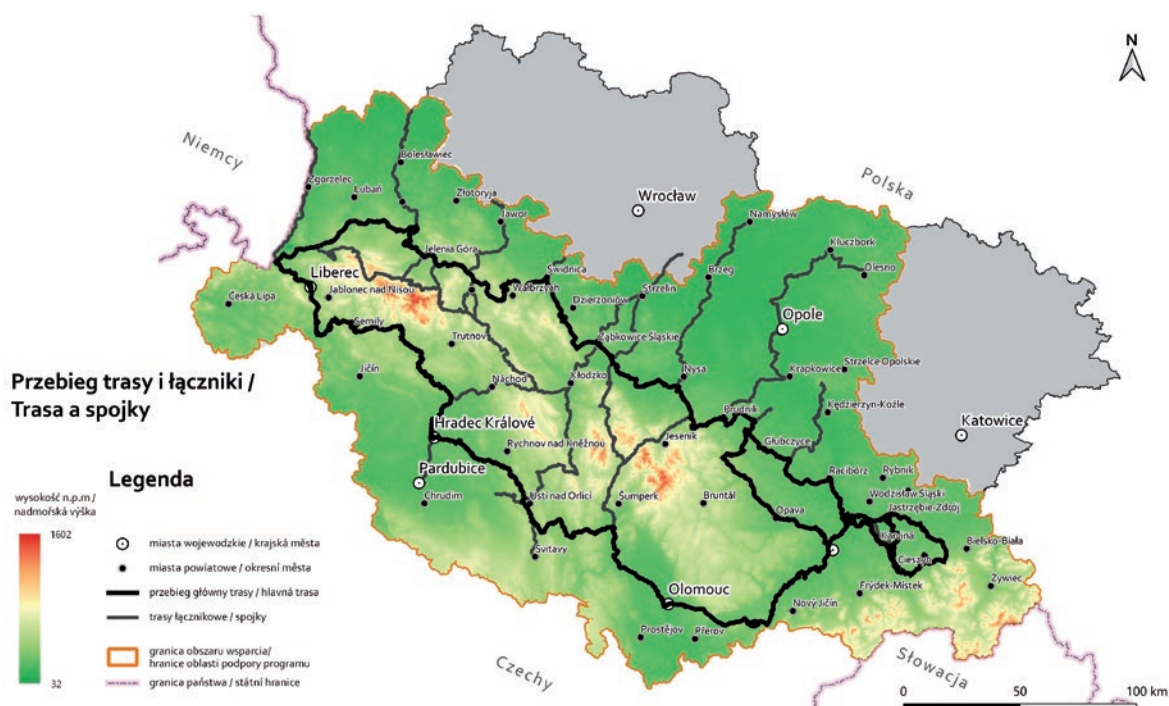 N
Niemcy
Polska
Bolesławiec
Zgorzelec
Lubań
Złotoryja
Jawor
Wrocław
Namysłów
Kluczbork
Olesno
Jelenia Góra
Świdnica
Brzeg
Strzelin
Liberec
Jablonec nad Nisou
Wałbrzych
Dzierżoniów
Česká Lipa
Semily
Ząbkowice Śląskie
Opole
Trutnov
Jičín
Náchod
Kłodzko
Nysa
Krapkowice
Strzelce Opolskie
Przebieg trasy i łączniki /
Trasa a spojky
Prudnik
Kędzierzyn-Koźle
Katowice
Hradec Králové
Rychnov nad Kněžnou
Jeseník
Głubczyce
Pardubice
Racibórz
Rybnik
Legenda
Chrudim
Ustí nad Orlicí
Šumperk
Bruntál
Wodzisław Śląski
Jastrzębie-Zdrój
Opava
wysokość n.p.m /
nadmořská výška
1602
32
Karviná
Cieszyn
Bielsko-Biała
Svitavy
Frýdek-Místek
Żywiec
Olomouc
Nový Jičín
Prostějov
Přerov
miasta wojewodzkie / krajská města
miasta powiatowe / okresní města
przebieg główny trasy / hlavná trasa
trasy łącznikowe / spojky
granica obszaru wsparcia/
hranice oblasti podpory programu
granica państwa / státní hranice
Czechy
Słowacja
0 50 100 km